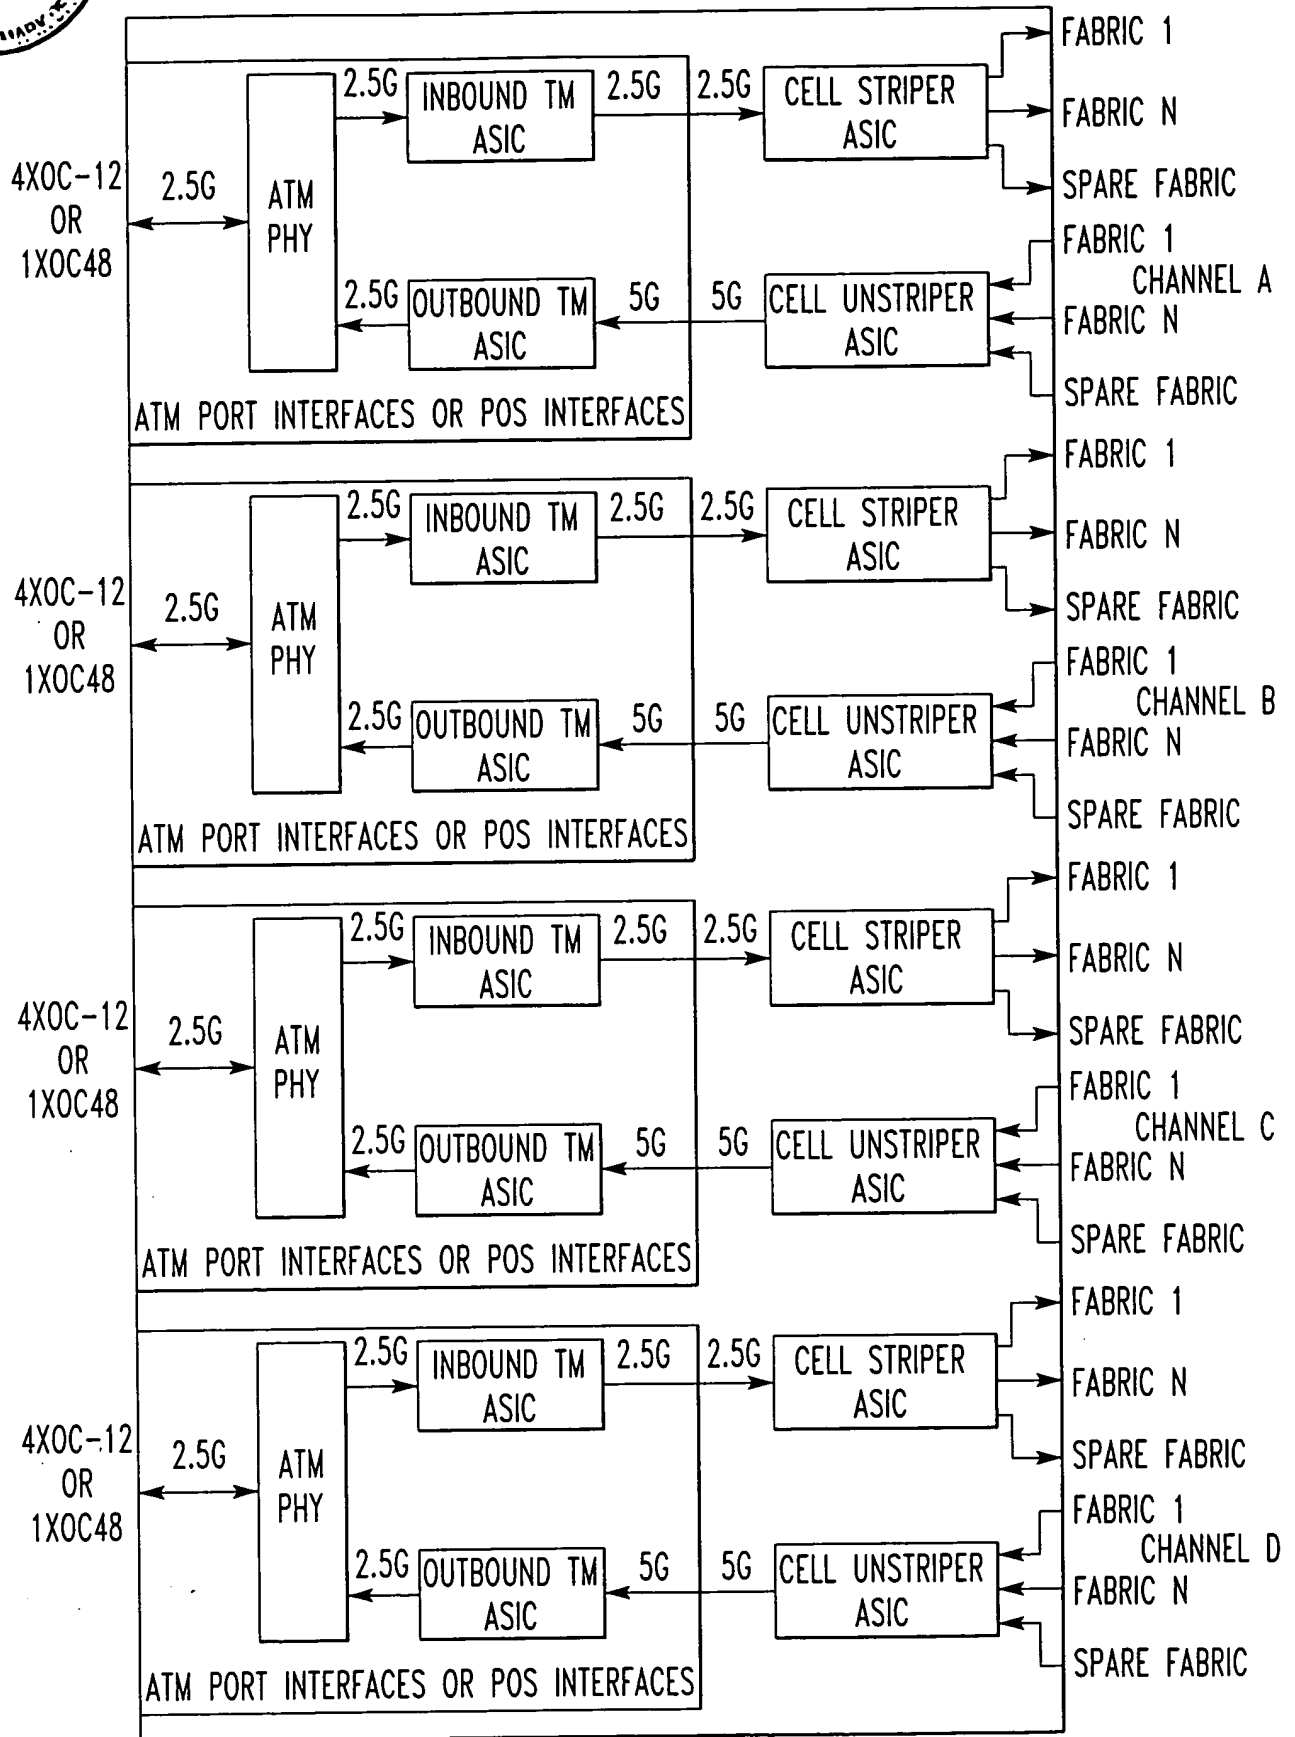 FABRIC 1
2.5G
INBOUND TM
ASIC
2.5G
2.5G
CELL STRIPER
ASIC
FABRIC N
4XOC-12
OR
1XOC48
2.5G
ATM
PHY
SPARE FABRIC
FABRIC 1
CHANNEL A
2.5G
OUTBOUND TM
ASIC
5G
5G
CELL UNSTRIPER
ASIC
FABRIC N
SPARE FABRIC
ATM PORT INTERFACES OR POS INTERFACES
FABRIC 1
2.5G
INBOUND TM
ASIC
2.5G
2.5G
CELL STRIPER
ASIC
FABRIC N
4XOC-12
OR
1XOC48
2.5G
ATM
PHY
SPARE FABRIC
FABRIC 1
CHANNEL B
2.5G
OUTBOUND TM
ASIC
5G
5G
CELL UNSTRIPER
ASIC
FABRIC N
SPARE FABRIC
ATM PORT INTERFACES OR POS INTERFACES
FABRIC 1
2.5G
INBOUND TM
ASIC
2.5G
2.5G
CELL STRIPER
ASIC
FABRIC N
4XOC-12
OR
1XOC48
2.5G
ATM
PHY
SPARE FABRIC
FABRIC 1
CHANNEL C
2.5G
OUTBOUND TM
ASIC
5G
5G
CELL UNSTRIPER
ASIC
FABRIC N
SPARE FABRIC
ATM PORT INTERFACES OR POS INTERFACES
FABRIC 1
2.5G
INBOUND TM
ASIC
2.5G
2.5G
CELL STRIPER
ASIC
FABRIC N
4XOC-12
OR
1XOC48
2.5G
ATM
PHY
SPARE FABRIC
FABRIC 1
CHANNEL D
2.5G
OUTBOUND TM
ASIC
5G
5G
CELL UNSTRIPER
ASIC
FABRIC N
SPARE FABRIC
ATM PORT INTERFACES OR POS INTERFACES